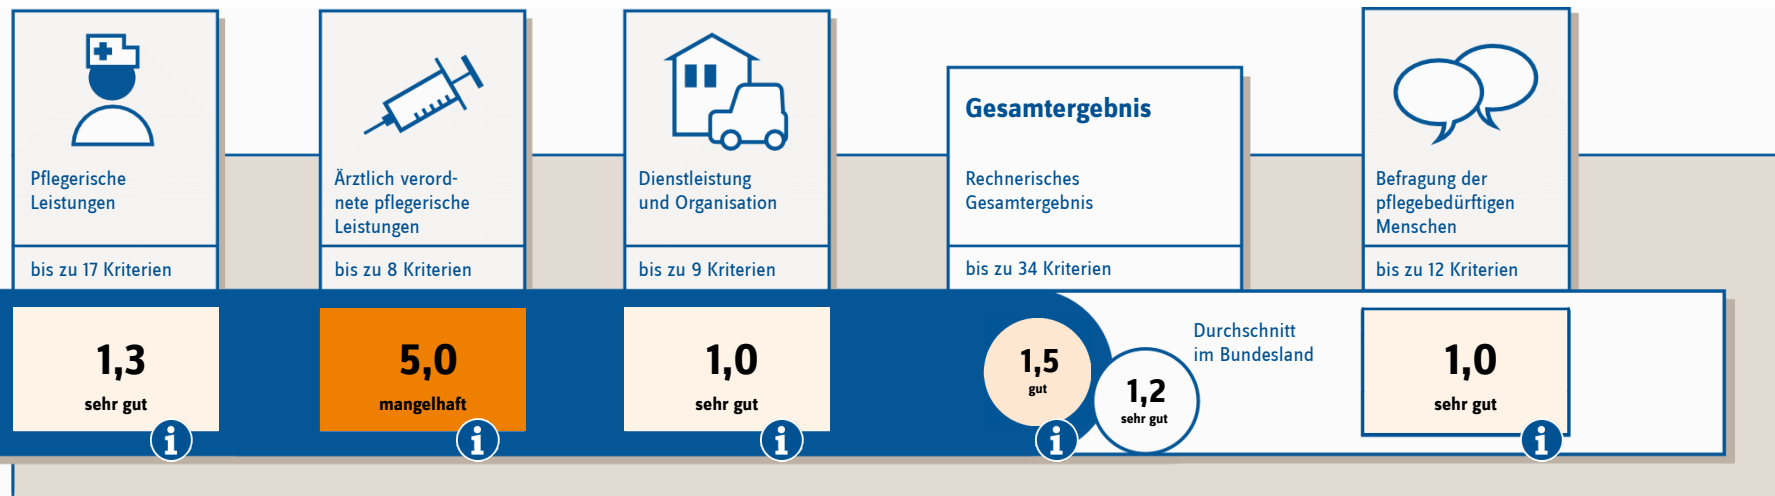 Pflegerische
Leistungen
bis zu 17 Kriterien
1,3
sehr gut
i
Ärztlich verord-
nete pflegerische
Leistungen
bis zu 8 Kriterien
5,0
mangelhaft
i
Dienstleistung
und Organisation
bis zu 9 Kriterien
1,0
sehr gut
i
Gesamtergebnis
Rechnerisches
Gesamtergebnis
bis zu 34 Kriterien
1,5
gut
i
1,2
sehr gut
Durchschnitt
im Bundesland
Befragung der
pflegebedürftigen
Menschen
bis zu 12 Kriterien
1,0
sehr gut
i